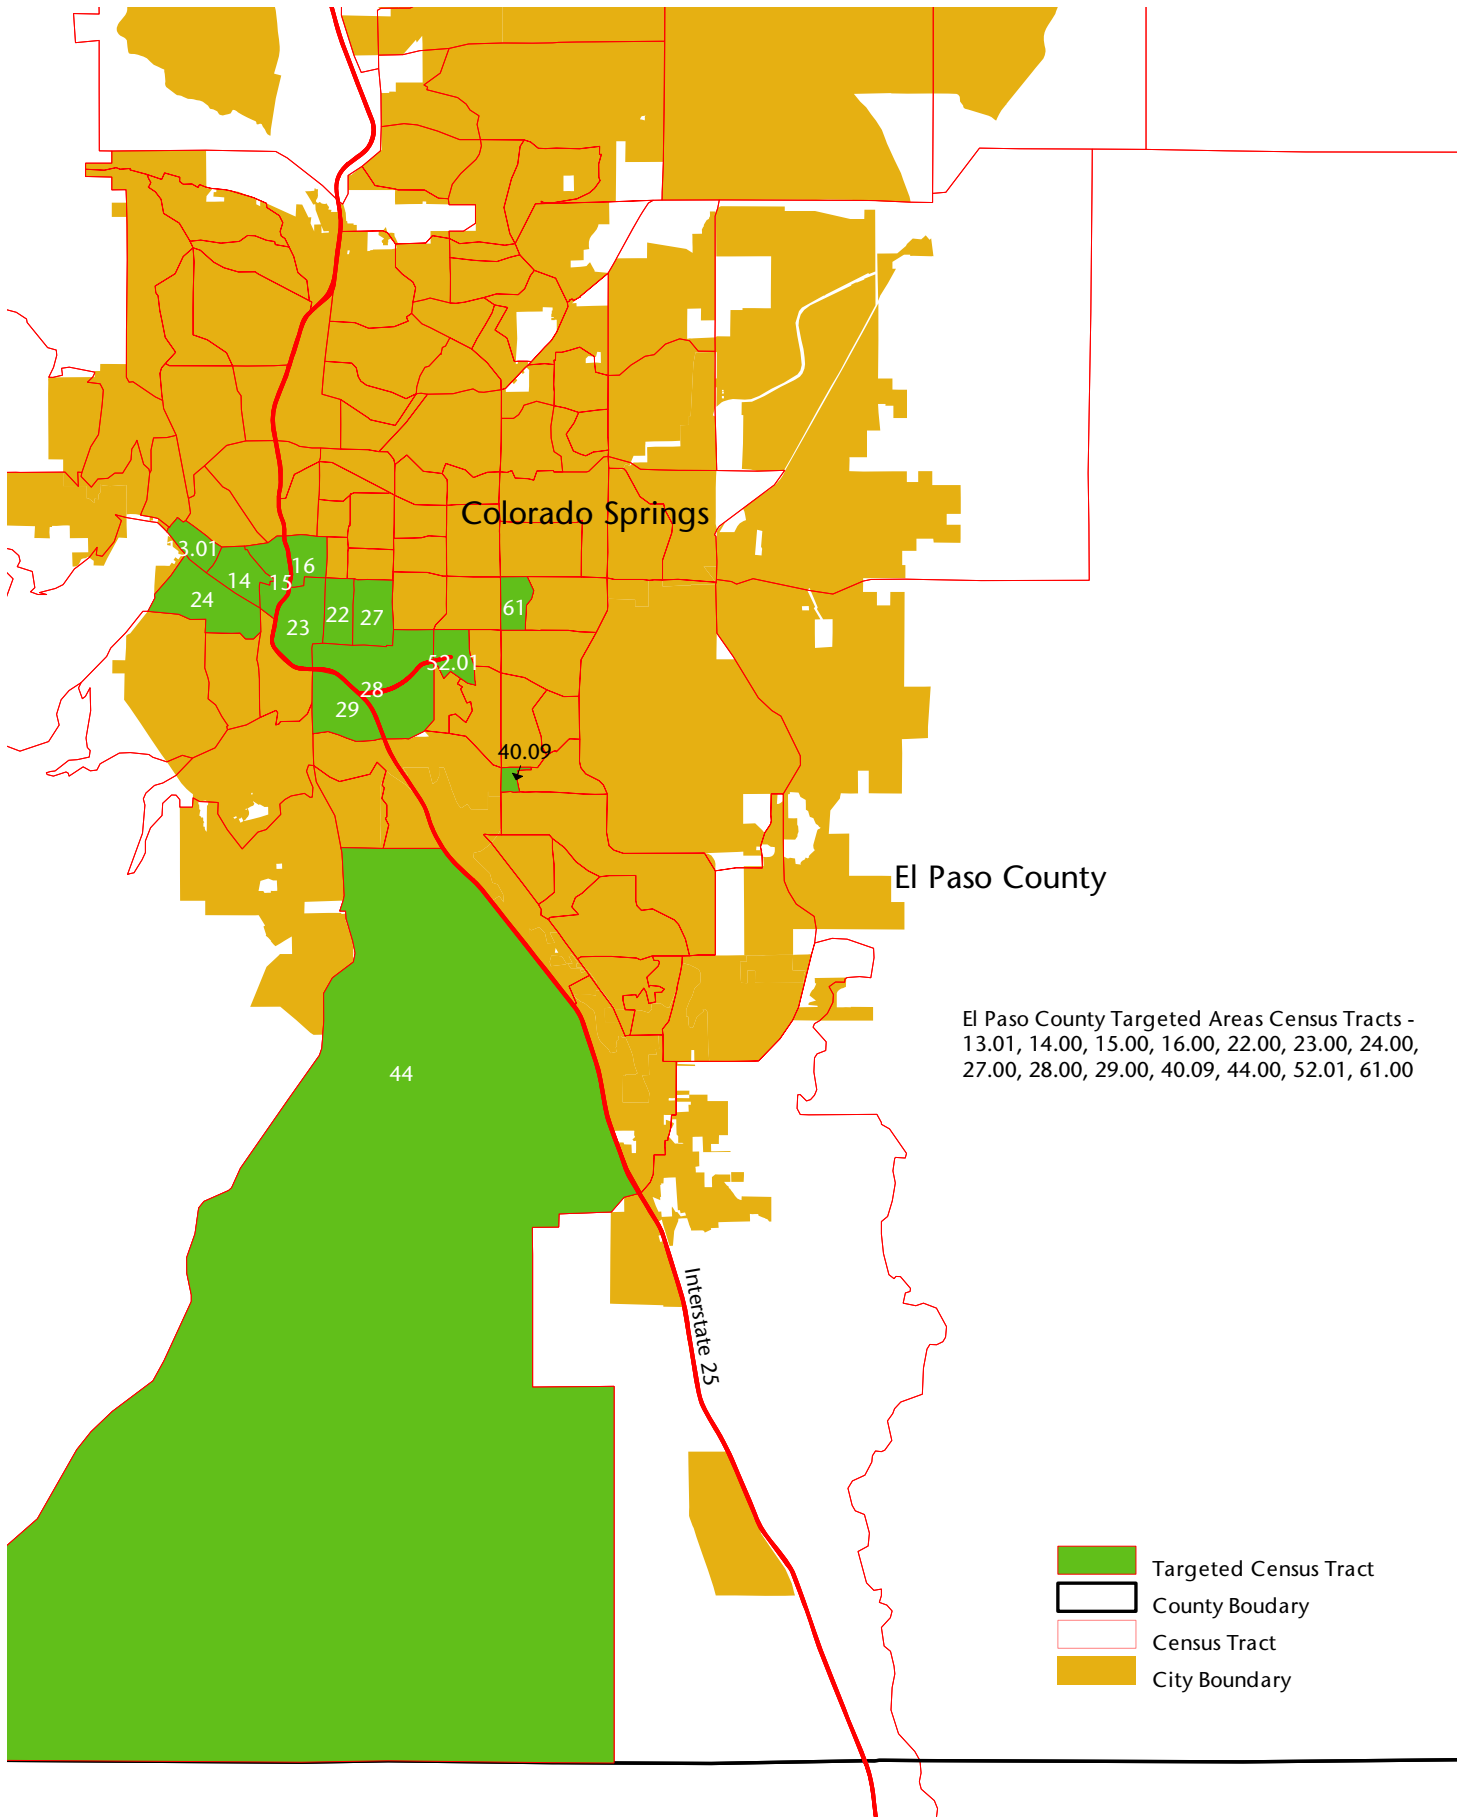 Colorado Springs
3.01
16
14
15
24
22
27
61
23
52.01
28
29
40.09
El Paso County
El Paso County Targeted Areas Census Tracts -
13.01, 14.00, 15.00, 16.00, 22.00, 23.00, 24.00,
27.00, 28.00, 29.00, 40.09, 44.00, 52.01, 61.00
44
Interstate 25
Targeted Census Tract
County Boudary
Census Tract
City Boundary